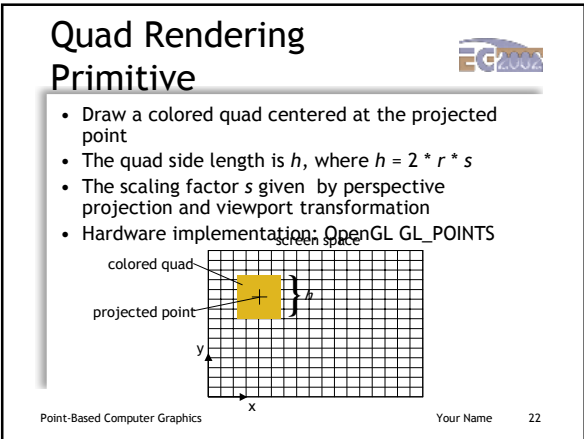 Quad Rendering
Primitive
EG2002
• Draw a colored quad centered at the projected
point
• The quad side length is h, where h = 2 * r * s
• The scaling factor s given by perspective
projection and viewport transformation
• Hardware implementation: OpenGL GL_POINTS
screen space
colored quad
h
projected point
y
x
Point-Based Computer Graphics Your Name 22